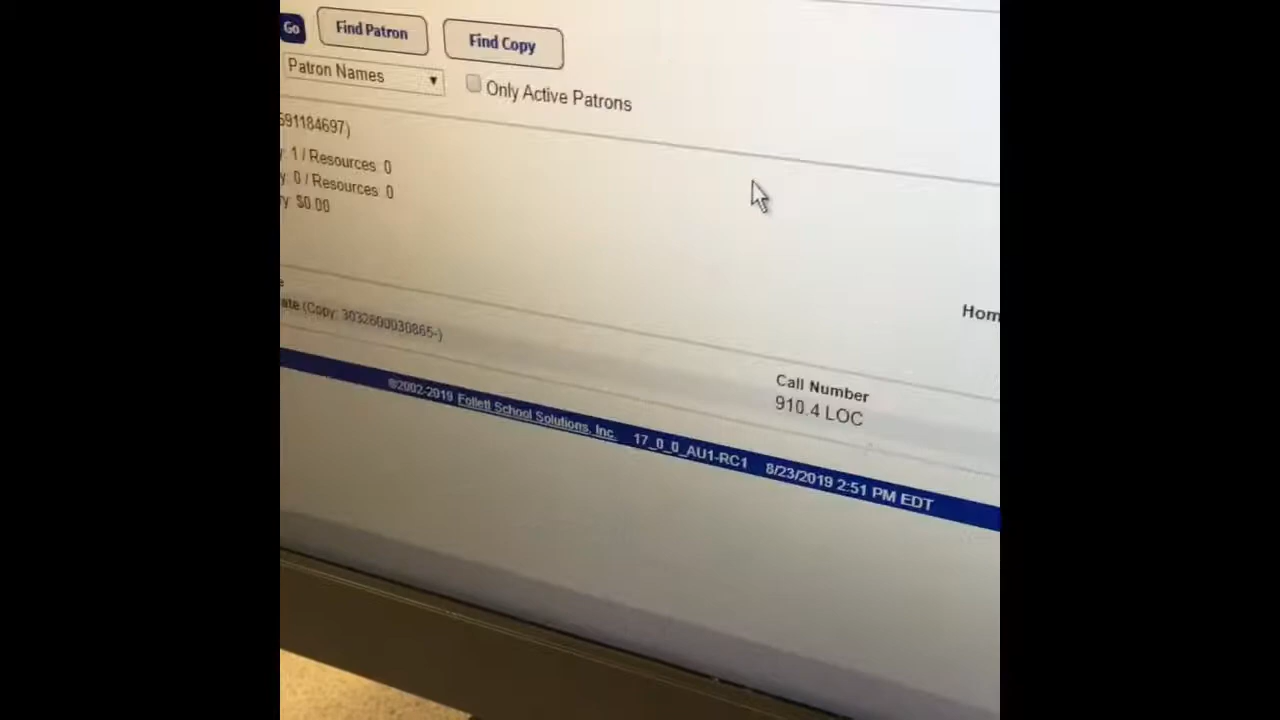 Go
Find Patron
Find Copy
Patron Names
Only Active Patrons
591184697)
y: 1 / Resources: 0
y: 0 / Resources: 0
ry: $0.00
Hom
e
ate (Copy: 3032600030865-)
Call Number
910.4 LOC
©2002-2019 Follett School Solutions, Inc. 17_0_0_AU1-RC1 8/23/2019 2:51 PM EDT